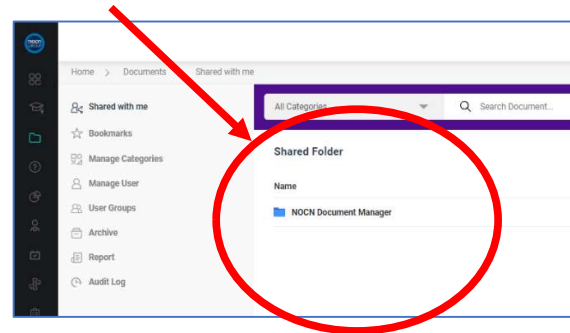 Home > Documents Shared with me
Shared with me
Bookmarks
Manage Categories
Manage User
User Groups
Archive
Report
Audit Log
All Categories
Search Document...
Shared Folder
Name
NOCN Document Manager